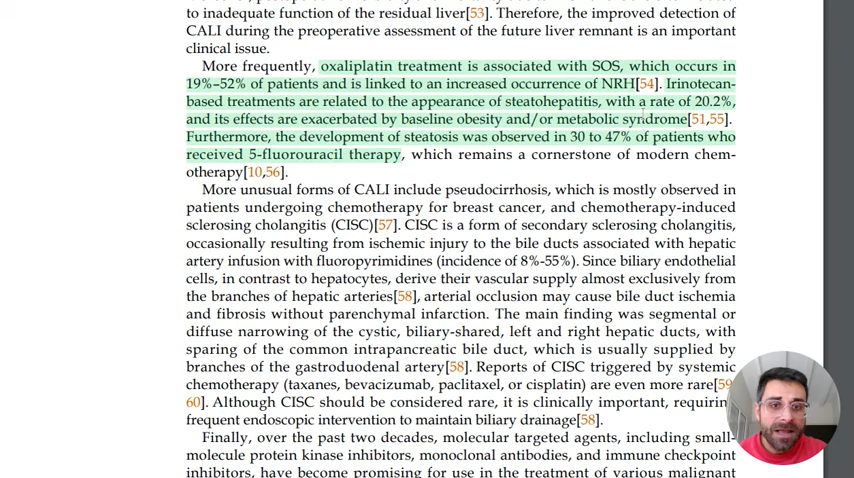 to inadequate function of the residual liver[53]. Therefore, the improved detection of
CALI during the preoperative assessment of the future liver remnant is an important
clinical issue.
More frequently, oxaliplatin treatment is associated with SOS, which occurs in
19%–52% of patients and is linked to an increased occurrence of NRH[54]. Irinotecan-
based treatments are related to the appearance of steatohepatitis, with a rate of 20.2%,
and its effects are exacerbated by baseline obesity and/or metabolic syndrome[51,55].
Furthermore, the development of steatosis was observed in 30 to 47% of patients who
received 5-fluorouracil therapy, which remains a cornerstone of modern chem-
otherapy[10,56].
More unusual forms of CALI include pseudocirrhosis, which is mostly observed in
patients undergoing chemotherapy for breast cancer, and chemotherapy-induced
sclerosing cholangitis (CISC)[57]. CISC is a form of secondary sclerosing cholangitis,
occasionally resulting from ischemic injury to the bile ducts associated with hepatic
artery infusion with fluoropyrimidines (incidence of 8%-55%). Since biliary endothelial
cells, in contrast to hepatocytes, derive their vascular supply almost exclusively from
the branches of hepatic arteries[58], arterial occlusion may cause bile duct ischemia
and fibrosis without parenchymal infarction. The main finding was segmental or
diffuse narrowing of the cystic, biliary-shared, left and right hepatic ducts, with
sparing of the common intrapancreatic bile duct, which is usually supplied by
branches of the gastroduodenal artery[58]. Reports of CISC triggered by systemic
chemotherapy (taxanes, bevacizumab, paclitaxel, or cisplatin) are even more rare[59
60]. Although CISC should be considered rare, it is clinically important, requirin
frequent endoscopic intervention to maintain biliary drainage[58].
Finally, over the past two decades, molecular targeted agents, including small-
molecule protein kinase inhibitors, monoclonal antibodies, and immune checkpoint
inhibitors, have become promising for use in the treatment of various malignant